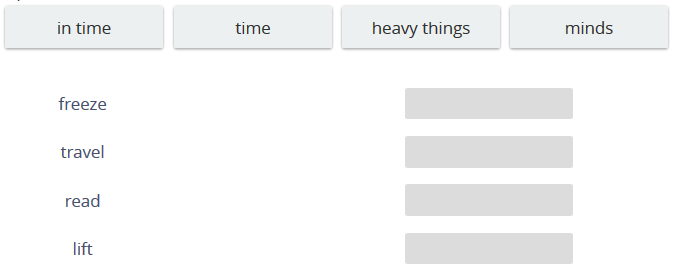 in time time heavy things minds
freeze
travel
read
lift